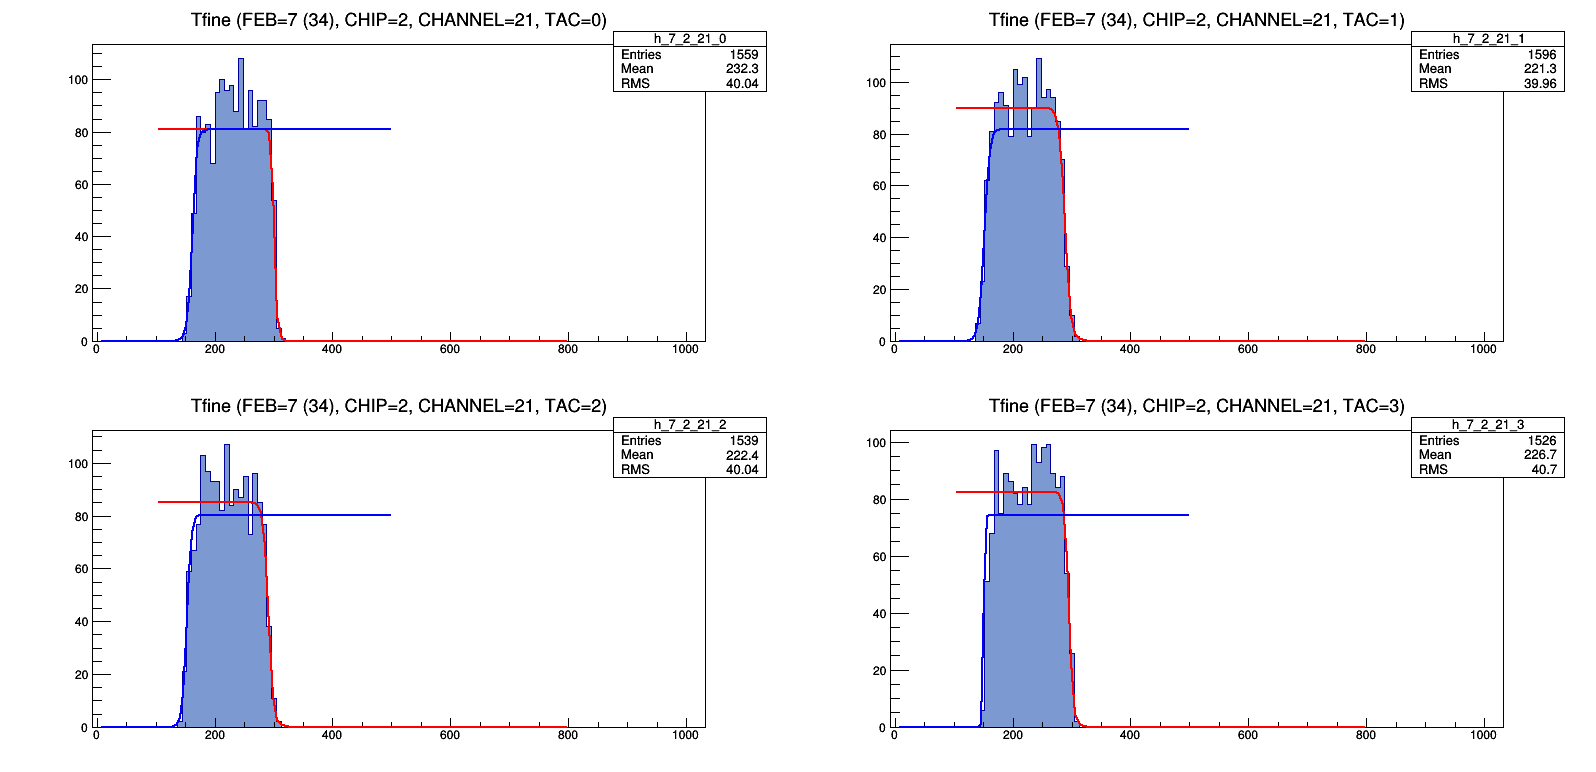 Tfine (FEB=7 (34), CHIP=2, CHANNEL=21, TAC=0)
h_7_2_21_0
Entries 1559
Mean 232.3
RMS 40.04
100
80
60
40
20
0
0 200 400 600 800 1000
Tfine (FEB=7 (34), CHIP=2, CHANNEL=21, TAC=1)
h_7_2_21_1
Entries 1596
Mean 221.3
RMS 39.96
100
80
60
40
20
0
0 200 400 600 800 1000
Tfine (FEB=7 (34), CHIP=2, CHANNEL=21, TAC=2)
h_7_2_21_2
Entries 1539
Mean 222.4
RMS 40.04
100
80
60
40
20
0
0 200 400 600 800 1000
Tfine (FEB=7 (34), CHIP=2, CHANNEL=21, TAC=3)
h_7_2_21_3
Entries 1526
Mean 226.7
RMS 40.7
100
80
60
40
20
0
0 200 400 600 800 1000